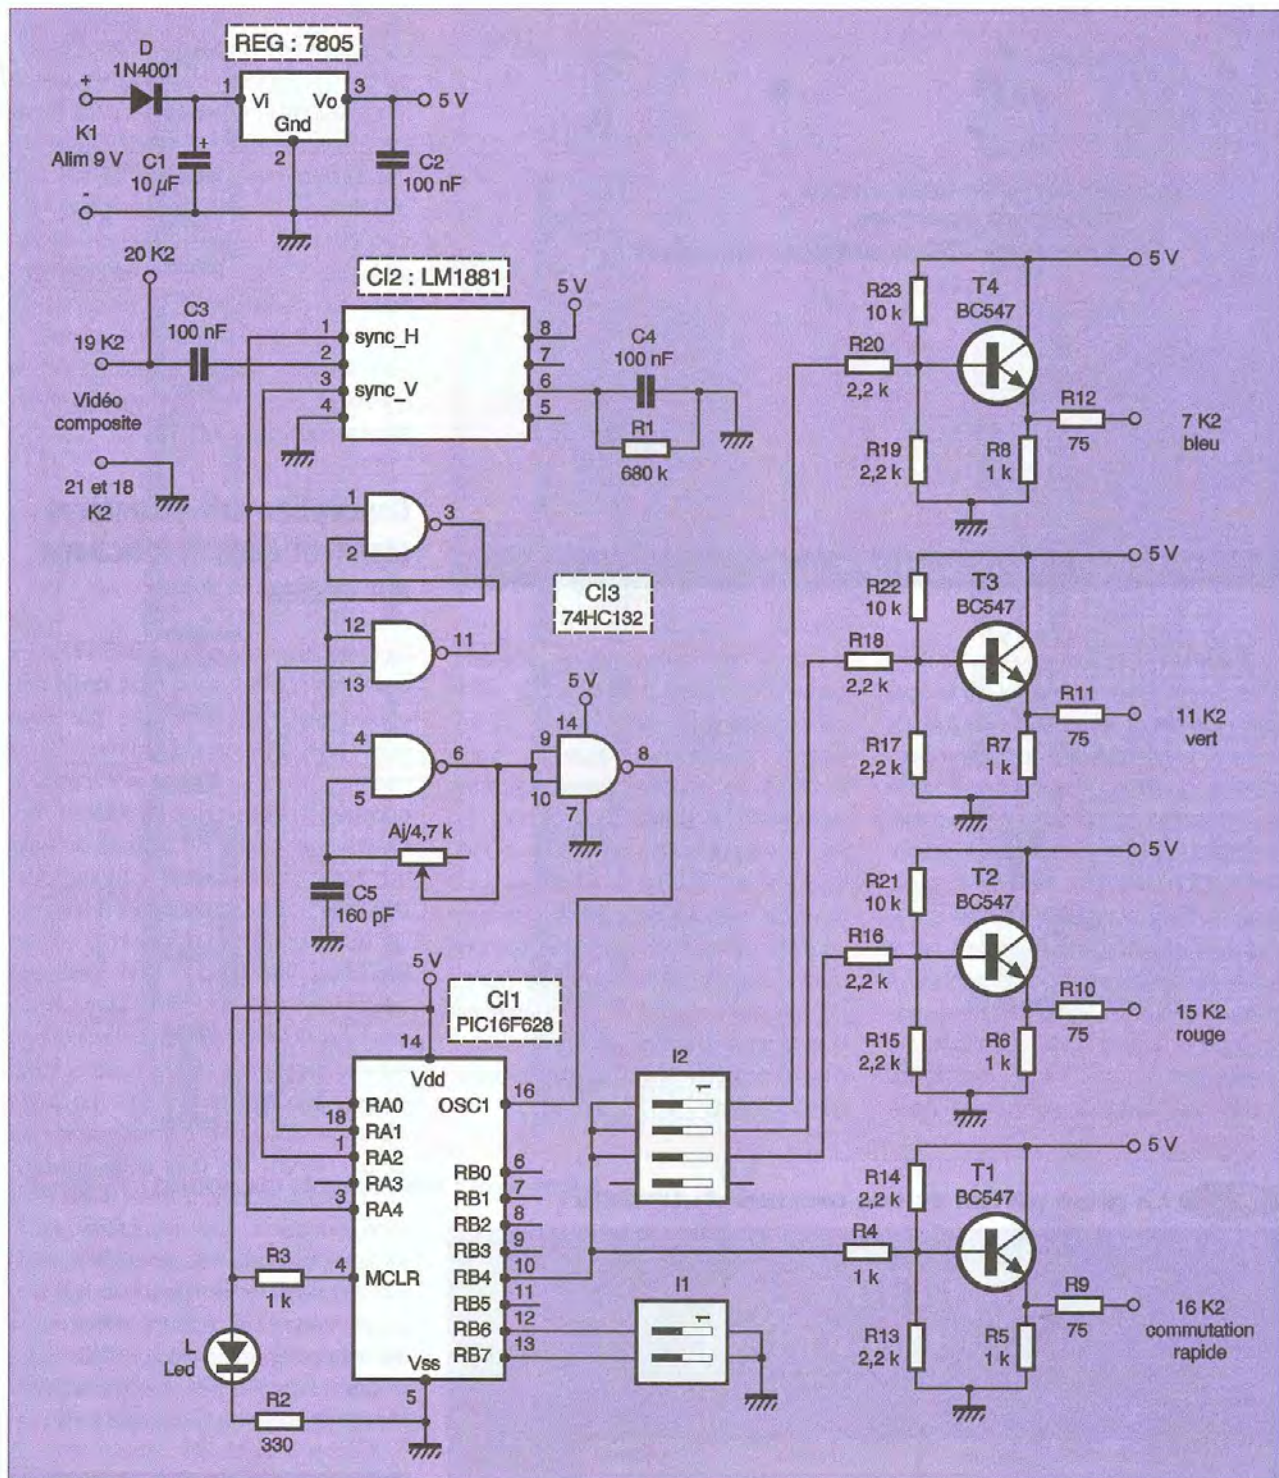 REG : 7805
D
1N4001
+
1
Vi
Vo
3
5 V
Gnd
2
K1
Alim 9 V
+
C1
10 µF
C2
100 nF
-
20 K2
CI2 : LM1881
C3
100 nF
19 K2
Vidéo
composite
21 et 18
K2
1
sync_H
2
3
sync_V
4
5 V
8
7
6
5
C4
100 nF
R1
680 k
1
2
3
CI3
74HC132
12
13
11
5 V
4
5
6
14
9
10
8
7
Aj/4,7 k
C5
160 pF
5 V
CI1
PIC16F628
14
Vdd
16
OSC1
RA0
18
RA1
1
RA2
RA3
3
RA4
4
MCLR
6
RB0
7
RB1
8
RB2
9
RB3
10
RB4
11
RB5
12
RB6
13
RB7
Vss
5
R3
1 k
L
Led
R2
330
I2
1
I1
1
5 V
R23
10 k
T4
BC547
R20
2,2 k
R19
2,2 k
R8
1 k
R12
75
7 K2
bleu
5 V
R22
10 k
T3
BC547
R18
2,2 k
R17
2,2 k
R7
1 k
R11
75
11 K2
vert
5 V
R21
10 k
T2
BC547
R16
2,2 k
R15
2,2 k
R6
1 k
R10
75
15 K2
rouge
5 V
R14
2,2 k
T1
BC547
R4
1 k
R13
2,2 k
R5
1 k
R9
75
16 K2
commutation
rapide